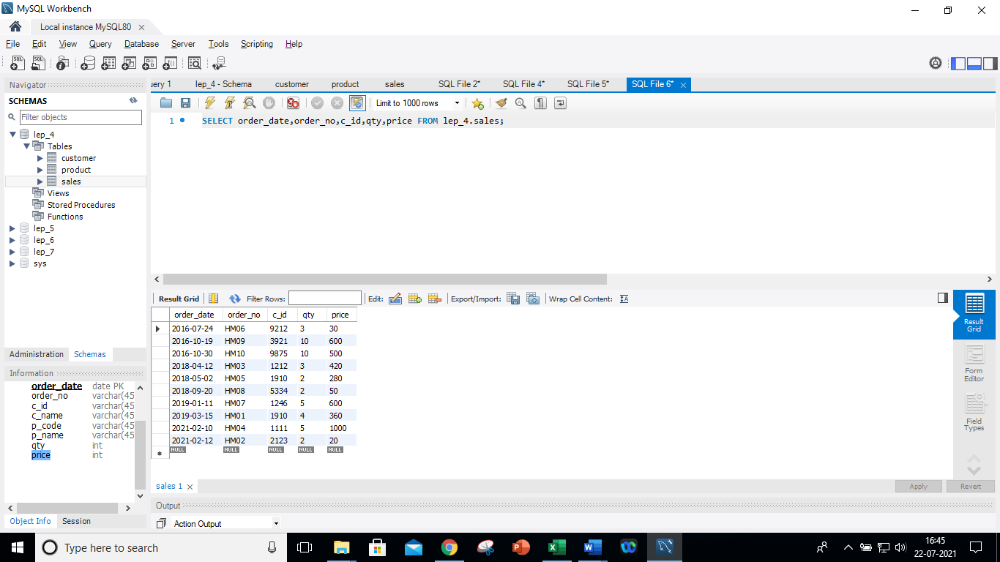 MySQL Workbench
Local instance MySQL80
File Edit View Query Database Server Tools Scripting Help
Navigator
SCHEMAS
Filter objects
lep_4
Tables
customer
product
sales
Views
Stored Procedures
Functions
lep_5
lep_6
lep_7
sys
Administration Schemas
Information
order_date date PK
order_no varchar(45
c_id varchar(45
c_name varchar(45
p_code varchar(45
p_name varchar(45
qty int
price int
Object Info Session
uery 1 lep_4 - Schema customer product sales SQL File 2* SQL File 4* SQL File 5* SQL File 6*
Limit to 1000 rows
1 SELECT order_date,order_no,c_id,qty,price FROM lep_4.sales;
Result Grid Filter Rows: Edit: Export/Import: Wrap Cell Content:
order_date order_no c_id qty price
2016-07-24 HM06 9212 3 30
2016-10-19 HM09 3921 10 600
2016-10-30 HM10 9875 10 500
2018-04-12 HM03 1212 3 420
2018-05-02 HM05 1910 2 280
2018-09-20 HM08 5334 2 50
2019-01-11 HM07 1246 5 600
2019-03-15 HM01 1910 4 360
2021-02-10 HM04 1111 5 1000
2021-02-12 HM02 2123 2 20
NULL NULL NULL NULL NULL
Result
Grid
Form
Editor
Field
Types
sales 1
Apply Revert
Output
Action Output
Type here to search
16:45
22-07-2021